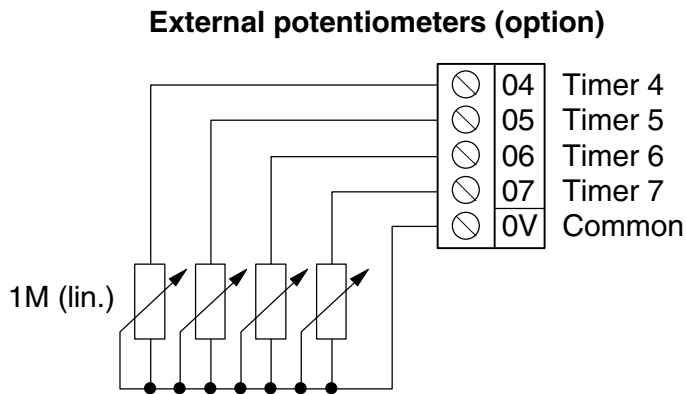 External potentiometers (option)
04 Timer 4
05 Timer 5
06 Timer 6
07 Timer 7
0V Common
1M (lin.)